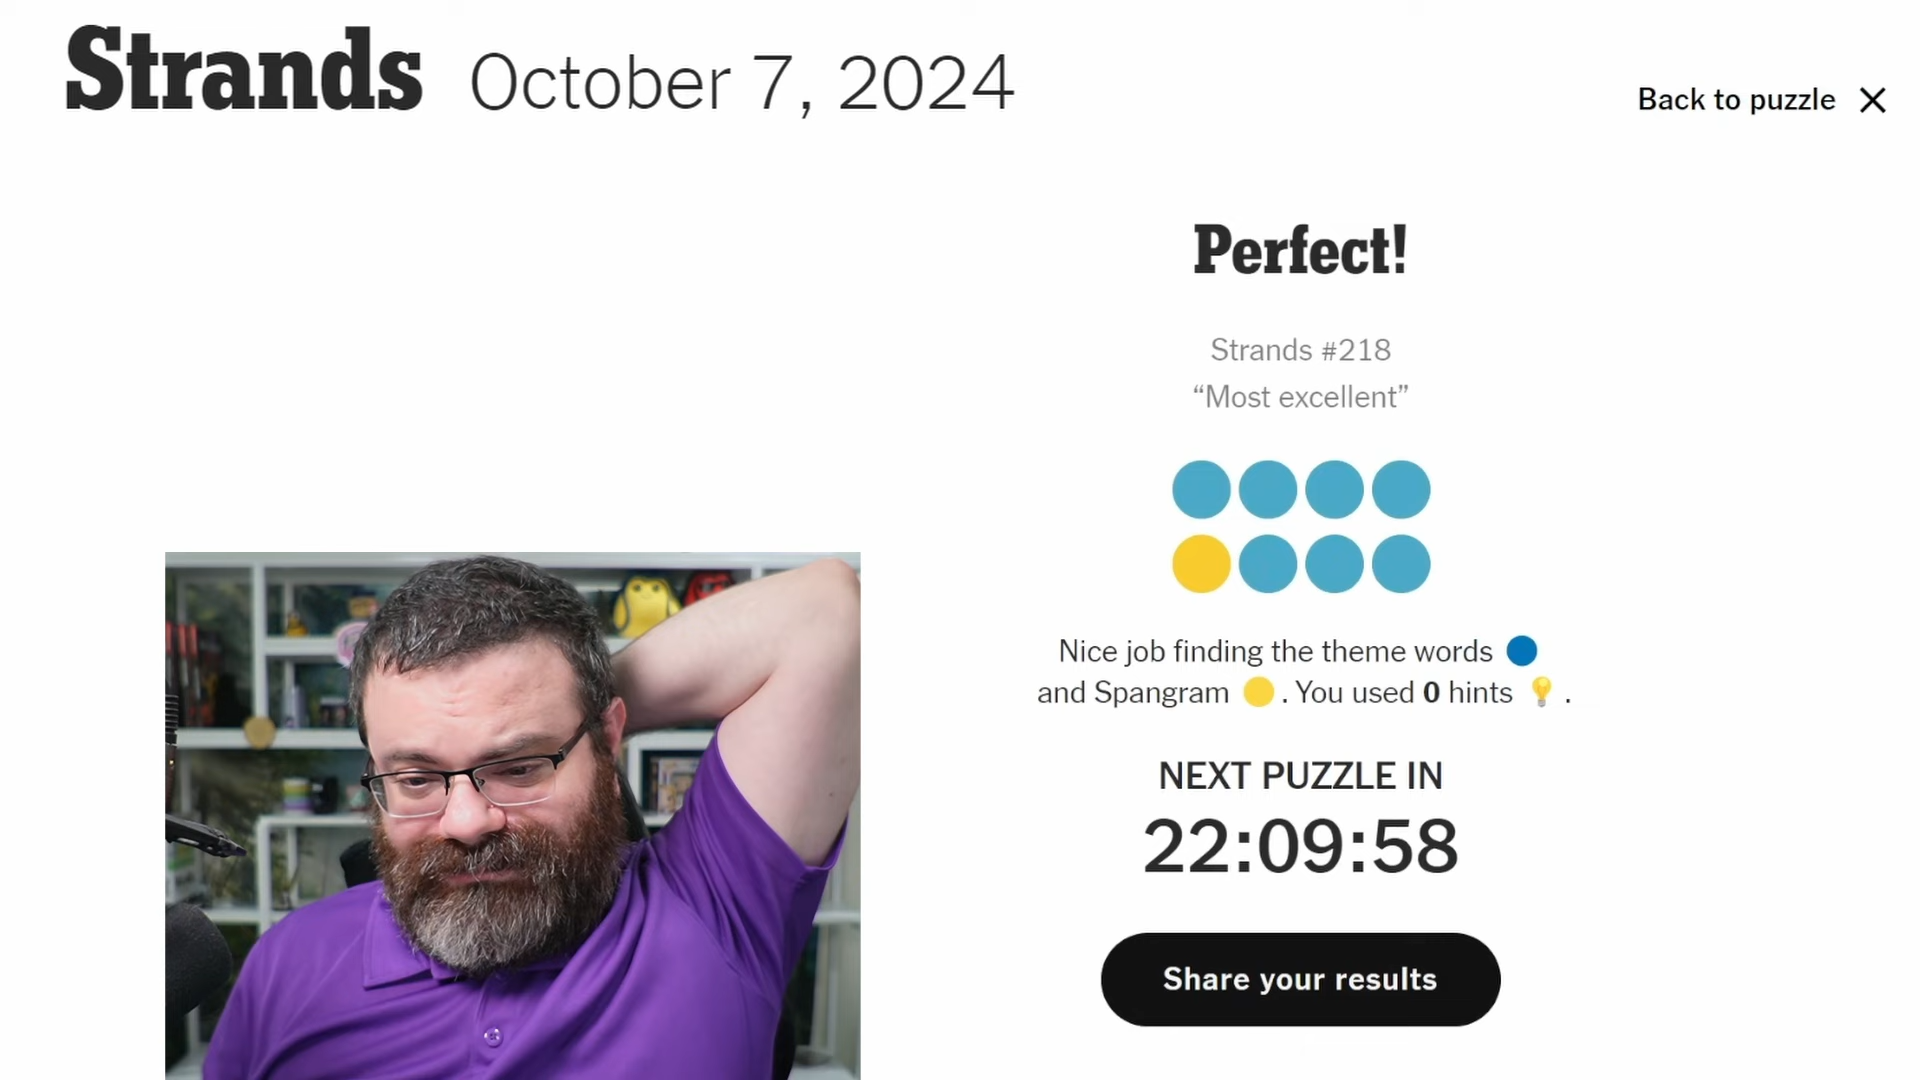 Strands October 7, 2024
Back to puzzle
Perfect!
Strands #218
“Most excellent”
Nice job finding the theme words
and Spangram . You used 0 hints .
NEXT PUZZLE IN
22:09:58
Share your results